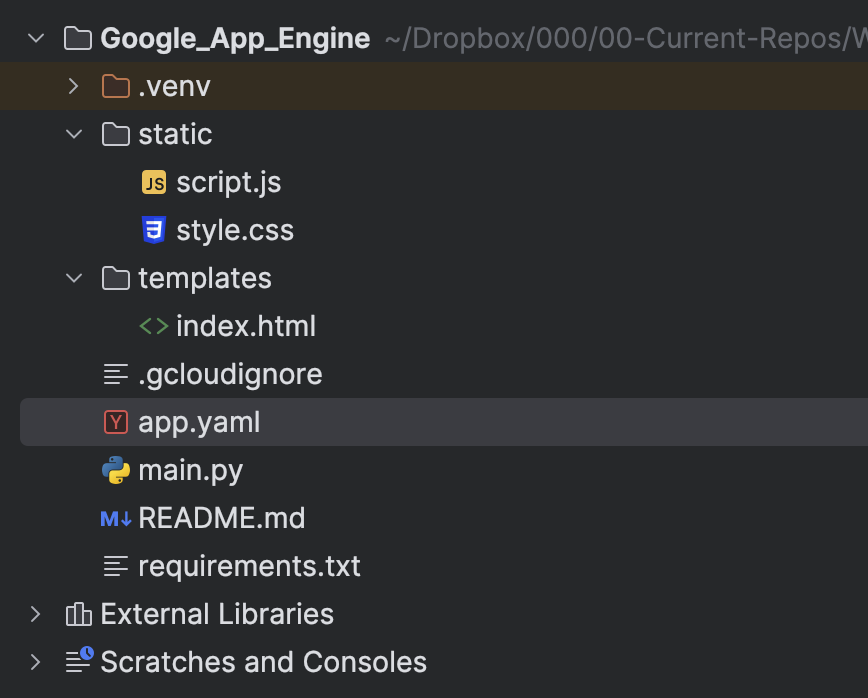 Google_App_Engine ~/Dropbox/000/00-Current-Repos/
.venv
static
JS script.js
style.css
templates
<> index.html
.gcloudignore
Y app.yaml
main.py
M↓ README.md
requirements.txt
External Libraries
Scratches and Consoles